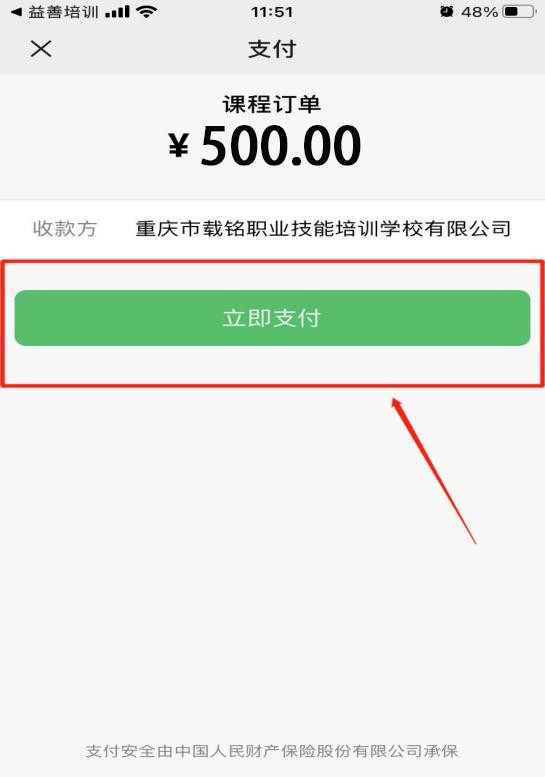 益善培训
11:51
48%
支付
课程订单
¥ 500.00
收款方 重庆市载铭职业技能培训学校有限公司
立即支付
支付安全由中国人民财产保险股份有限公司承保